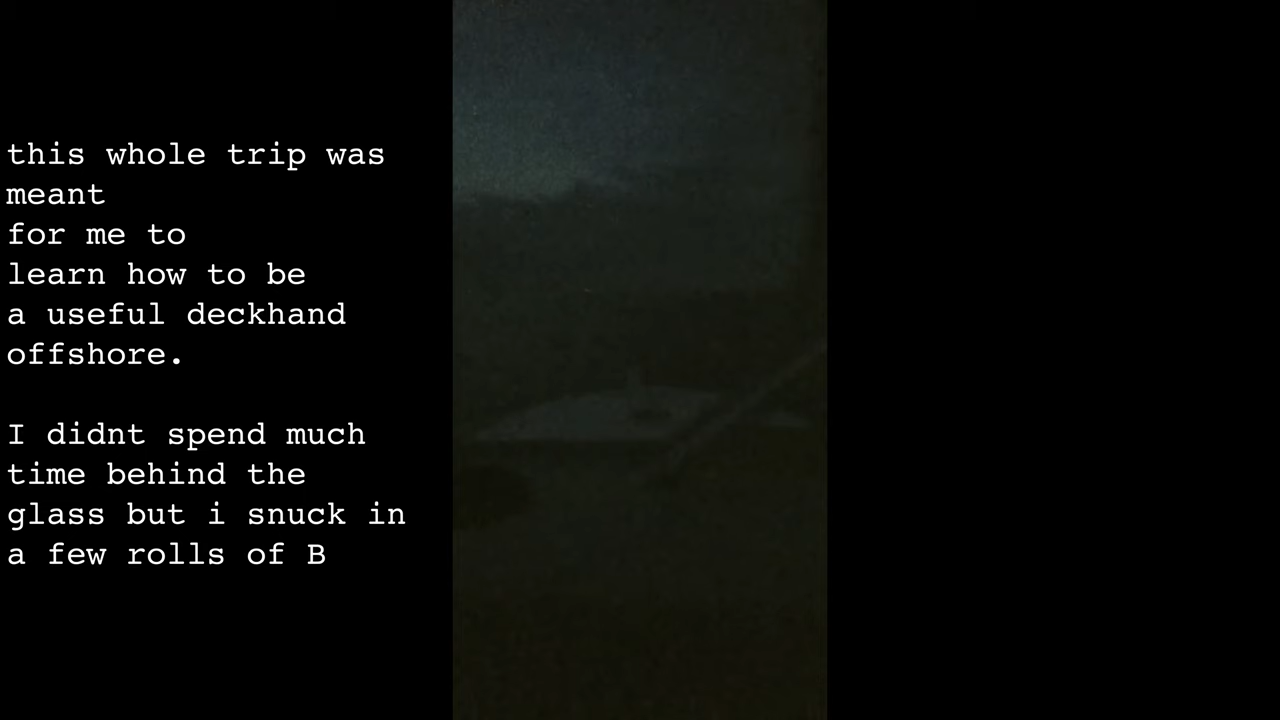 this whole trip was
meant
for me to
learn how to be
a useful deckhand
offshore.
I didnt spend much
time behind the
glass but i snuck in
a few rolls of B